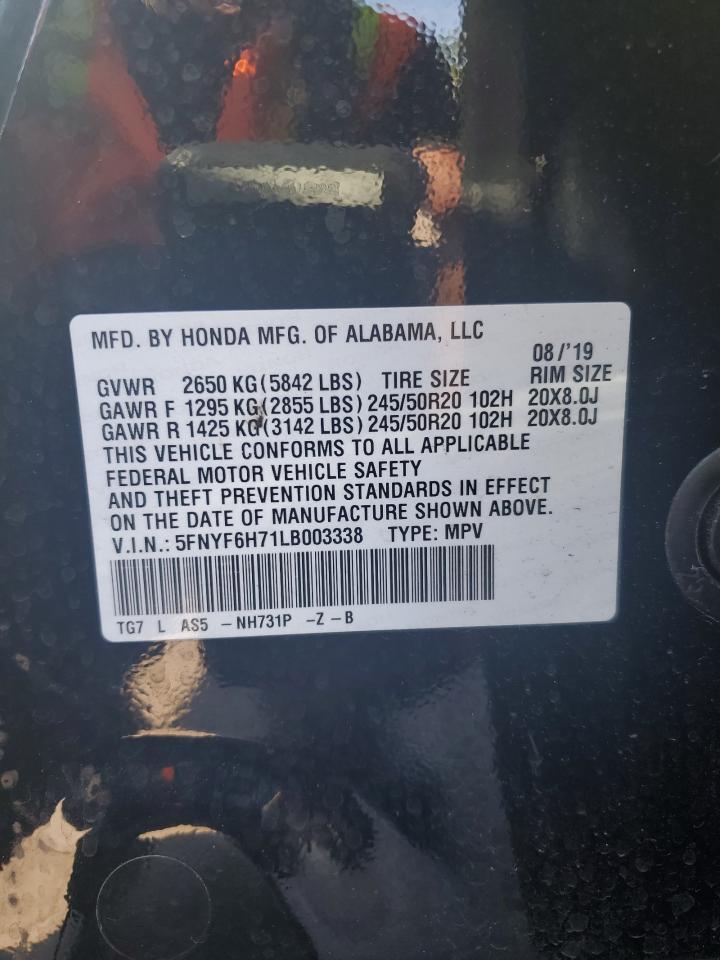 MFD. BY HONDA MFG. OF ALABAMA, LLC
08/'19
GVWR 2650 KG(5842 LBS) TIRE SIZE RIM SIZE
GAWR F 1295 KG(2855 LBS)245/50R20 102H 20X8.0J
GAWR R 1425 KG(3142 LBS)245/50R20 102H 20X8.0J
THIS VEHICLE CONFORMS TO ALL APPLICABLE
FEDERAL MOTOR VEHICLE SAFETY
AND THEFT PREVENTION STANDARDS IN EFFECT
ON THE DATE OF MANUFACTURE SHOWN ABOVE.
V.I.N.: 5FNYF6H71LB003338 TYPE: MPV
TG7 L AS5 -NH731P -Z -B